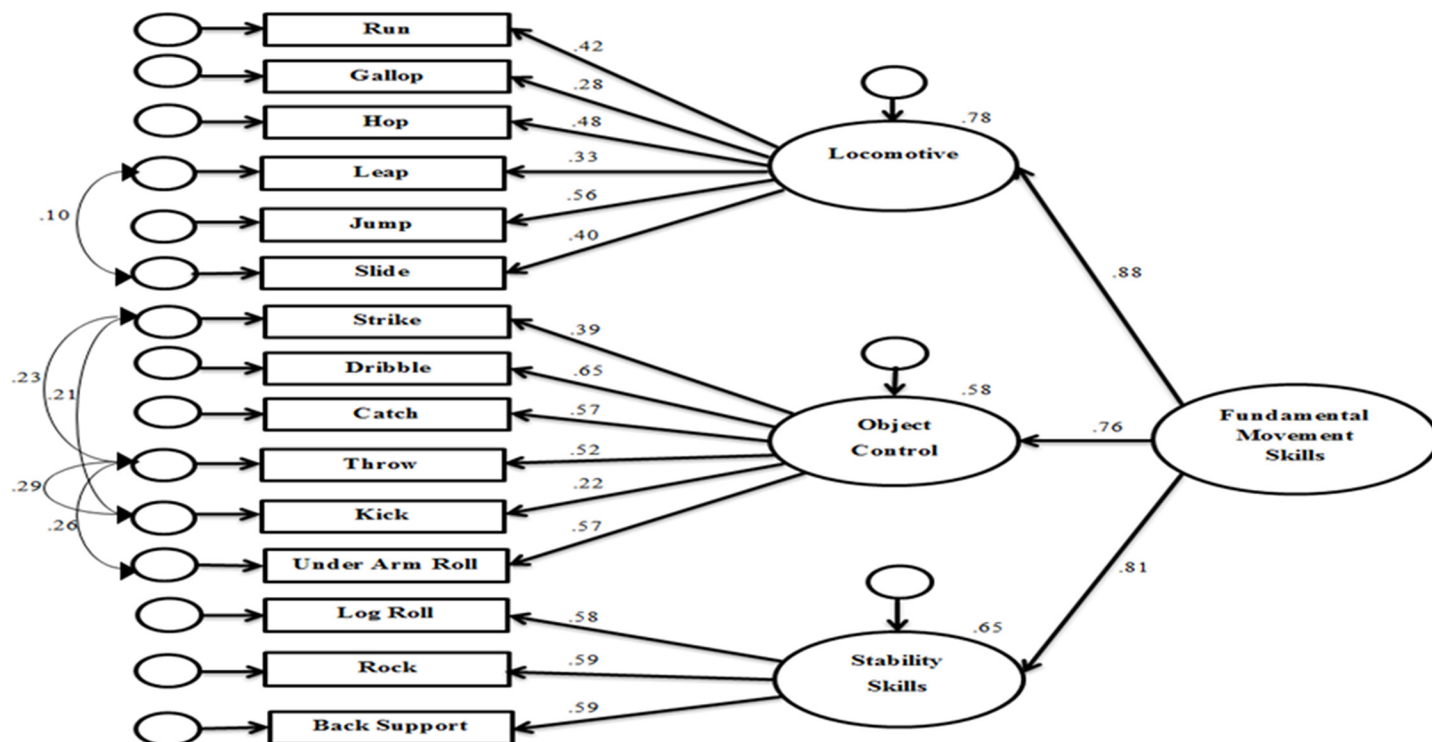 Run
.42
Gallop
.28
Hop
.48
Leap
.33
Jump
.56
Slide
.40
.10
Locomotive
.78
.88
Strike
.39
Dribble
.65
Catch
.57
Throw
.52
Kick
.22
Under Arm Roll
.57
.23
.21
.29
.26
Object
Control
.58
.76
Fundamental
Movement
Skills
Log Roll
.58
Rock
.59
Back Support
.59
Stability
Skills
.65
.81